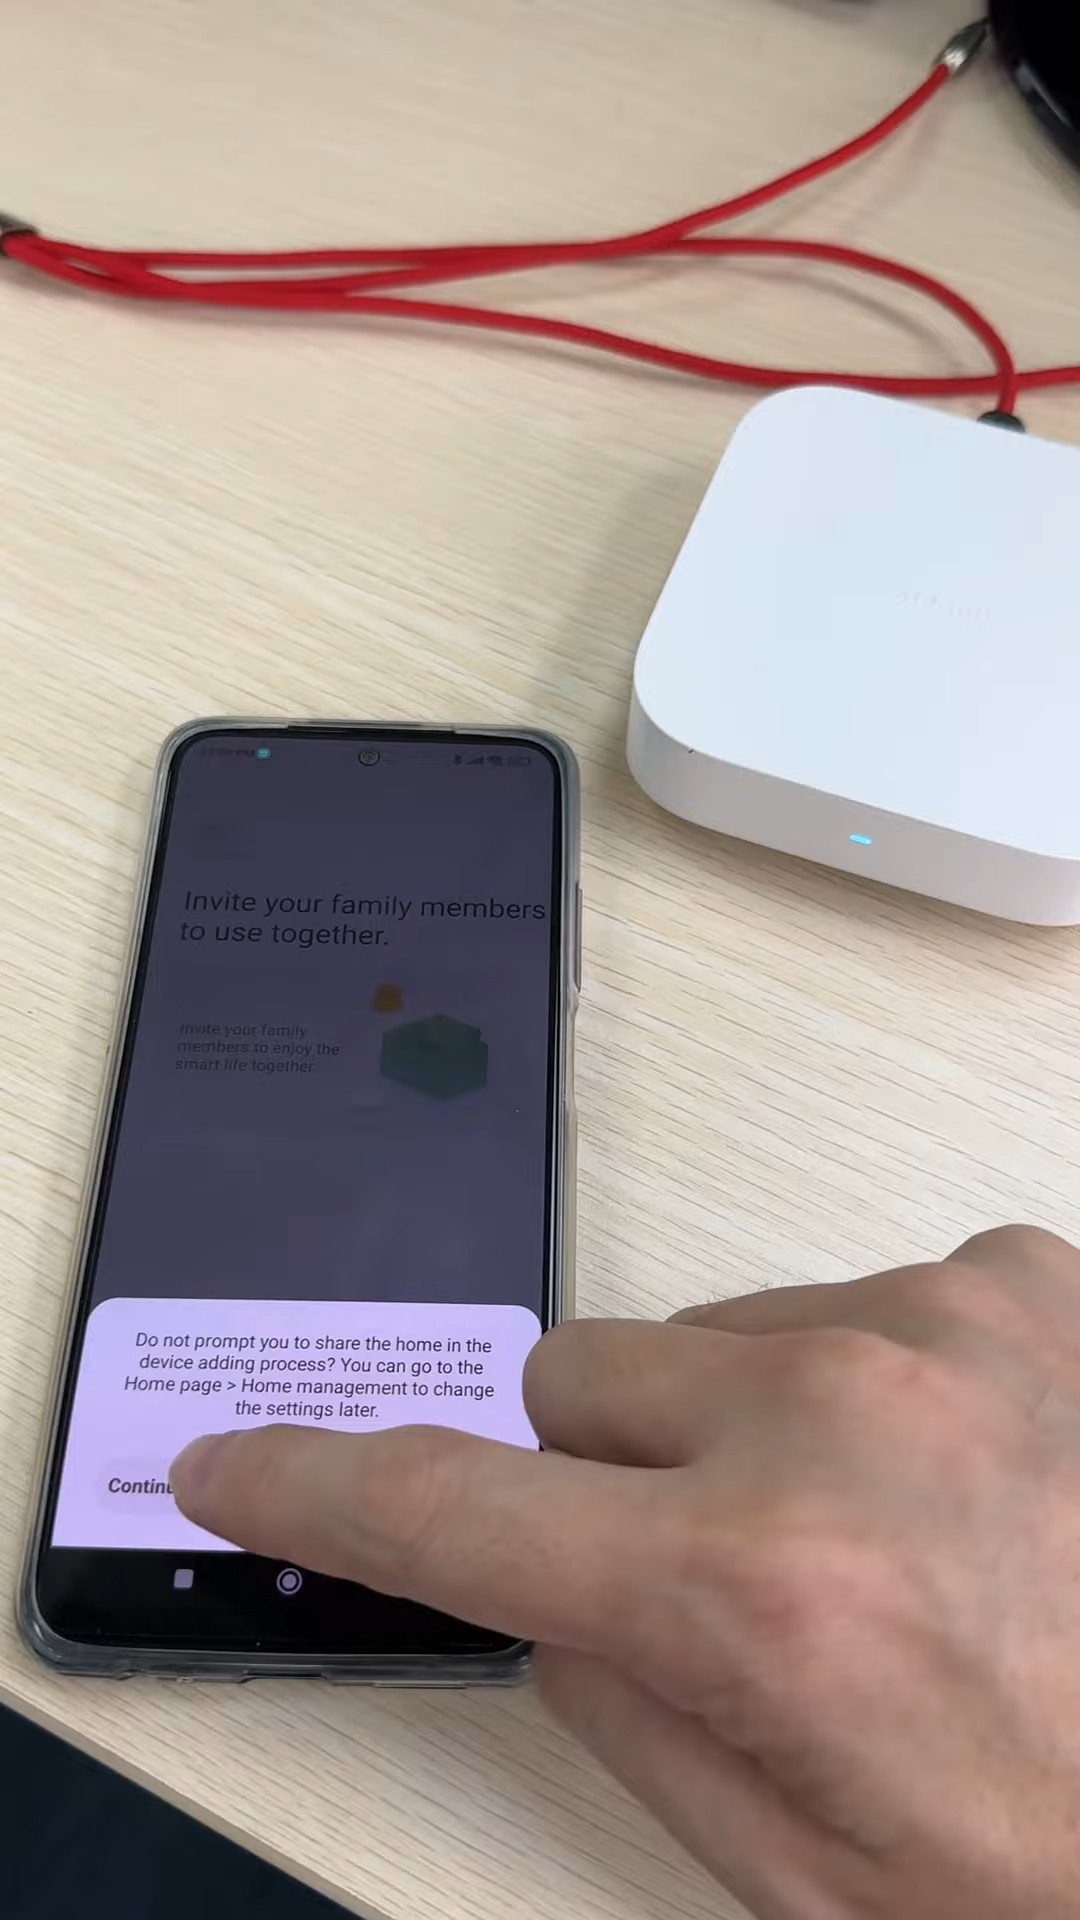 Invite your family members
to use together.
Invite your family
members to enjoy the
smart life together.
Do not prompt you to share the home in the
device adding process? You can go to the
Home page > Home management to change
the settings later.
Continu